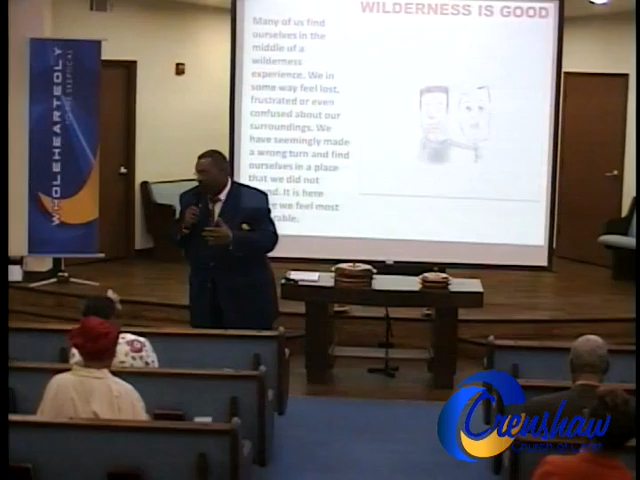 WILDERNESS IS GOOD
Many of us find
ourselves in the
middle of a
wilderness
experience. We in
some way feel lost,
frustrated or even
confused about our
surroundings. We
have seemingly made
a wrong turn and find
ourselves in a place
that we did not
It is here
we feel most
WHOLEHEARTEDLY
Crenshaw